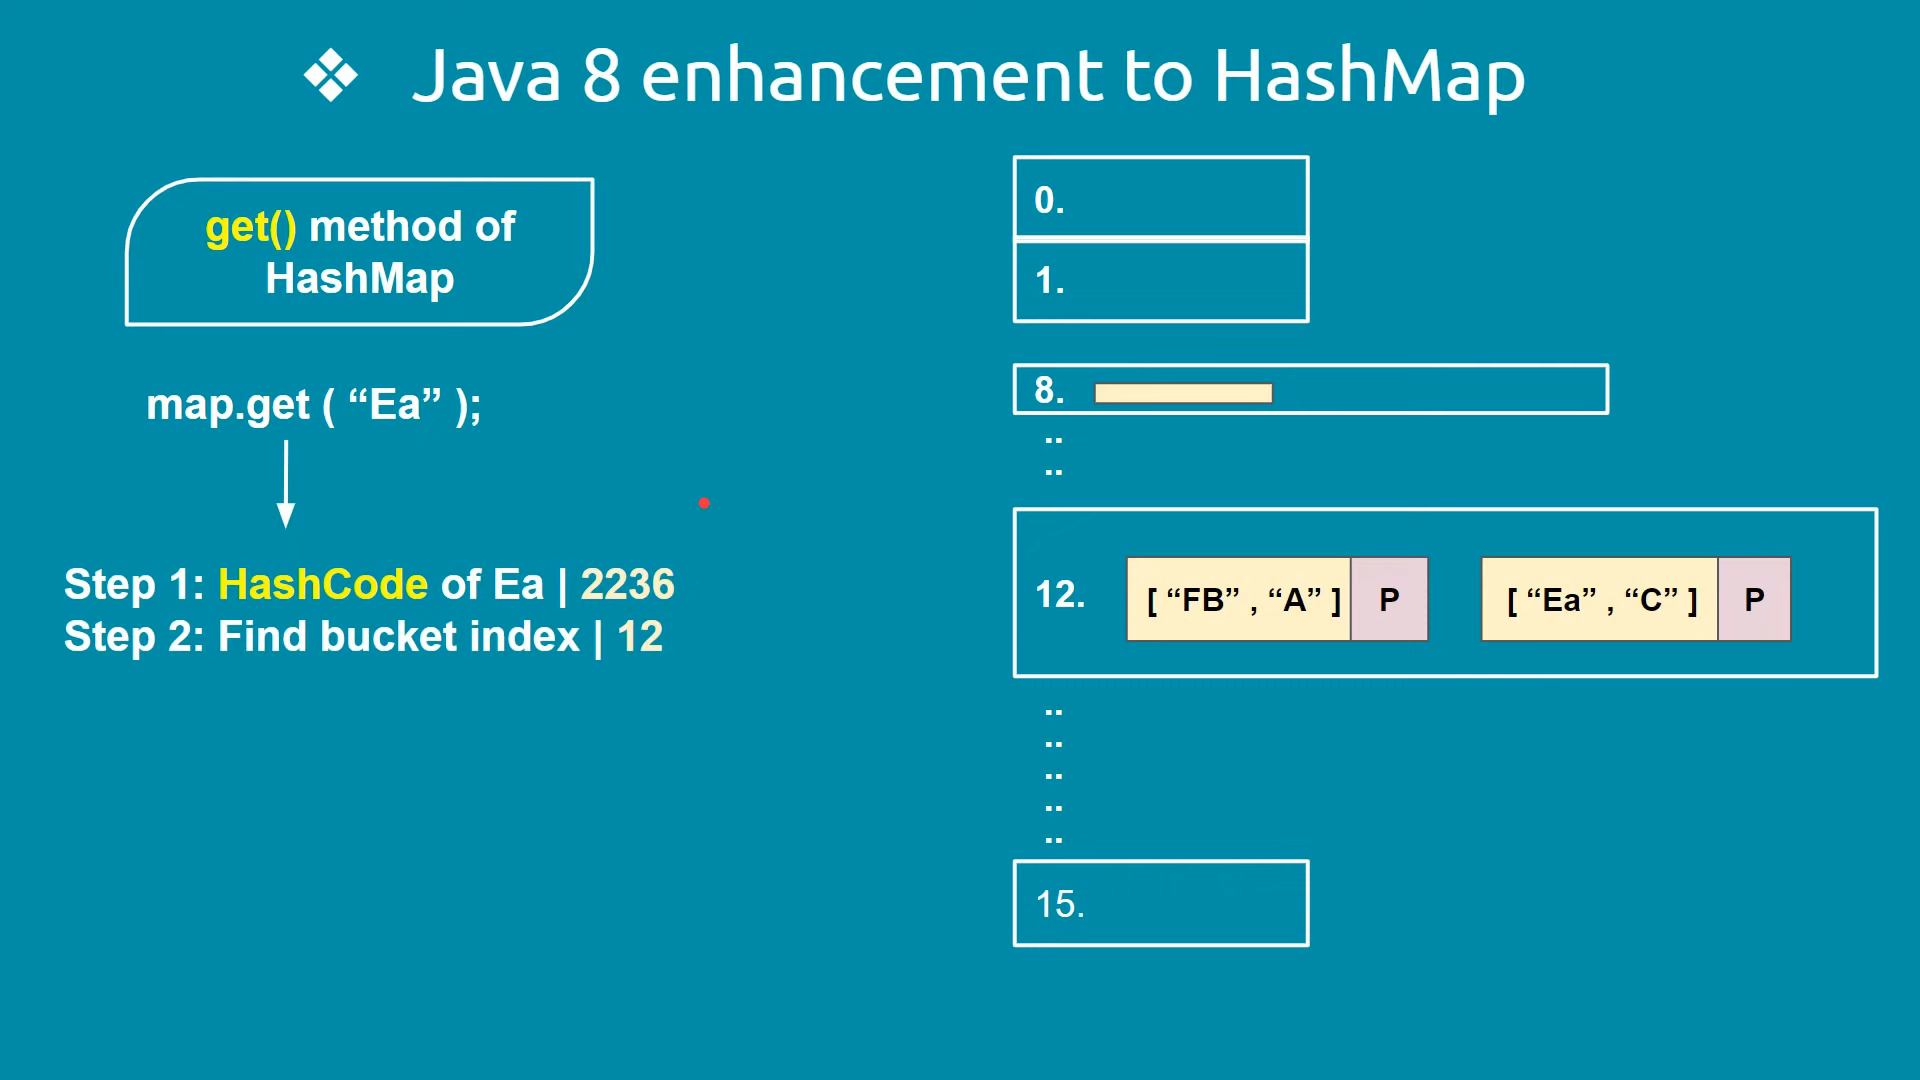 ❖ Java 8 enhancement to HashMap
get() method of
HashMap
map.get ( “Ea” );
Step 1: HashCode of Ea | 2236
Step 2: Find bucket index | 12
0.
1.
8.
..
..
12. [ “FB” , “A” ] P [ “Ea” , “C” ] P
..
..
..
..
..
15.